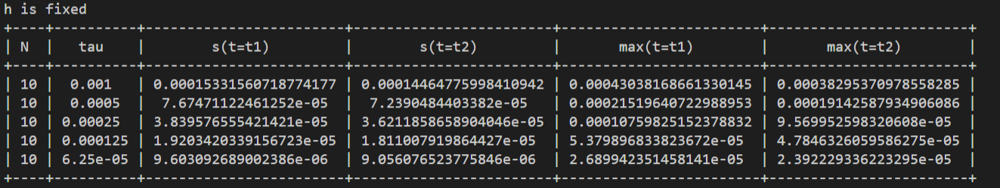 h is fixed
+----+----------+------------------------+------------------------+------------------------+------------------------+
| N  |   tau    |        s(t=t1)         |        s(t=t2)         |       max(t=t1)        |       max(t=t2)        |
+----+----------+------------------------+------------------------+------------------------+------------------------+
| 10 |  0.001   | 0.00015331560718774177 | 0.00014464775998410942 | 0.00043038168661330145 | 0.00038295370978558285 |
| 10 |  0.0005  |  7.67471122461252e-05  |  7.2390484403382e-05   | 0.00021519640722988953 | 0.00019142587934906086 |
| 10 | 0.00025  | 3.839576555421421e-05  | 3.6211858658904046e-05 | 0.00010759825152378832 | 9.569952598320608e-05  |
| 10 | 0.000125 | 1.9203420339156723e-05 | 1.811007919864427e-05  | 5.379896833823672e-05  | 4.7846326059586275e-05 |
| 10 | 6.25e-05 | 9.603092689002386e-06  | 9.056076523775846e-06  | 2.689942351458141e-05  | 2.392229336223295e-05  |
+----+----------+------------------------+------------------------+------------------------+------------------------+